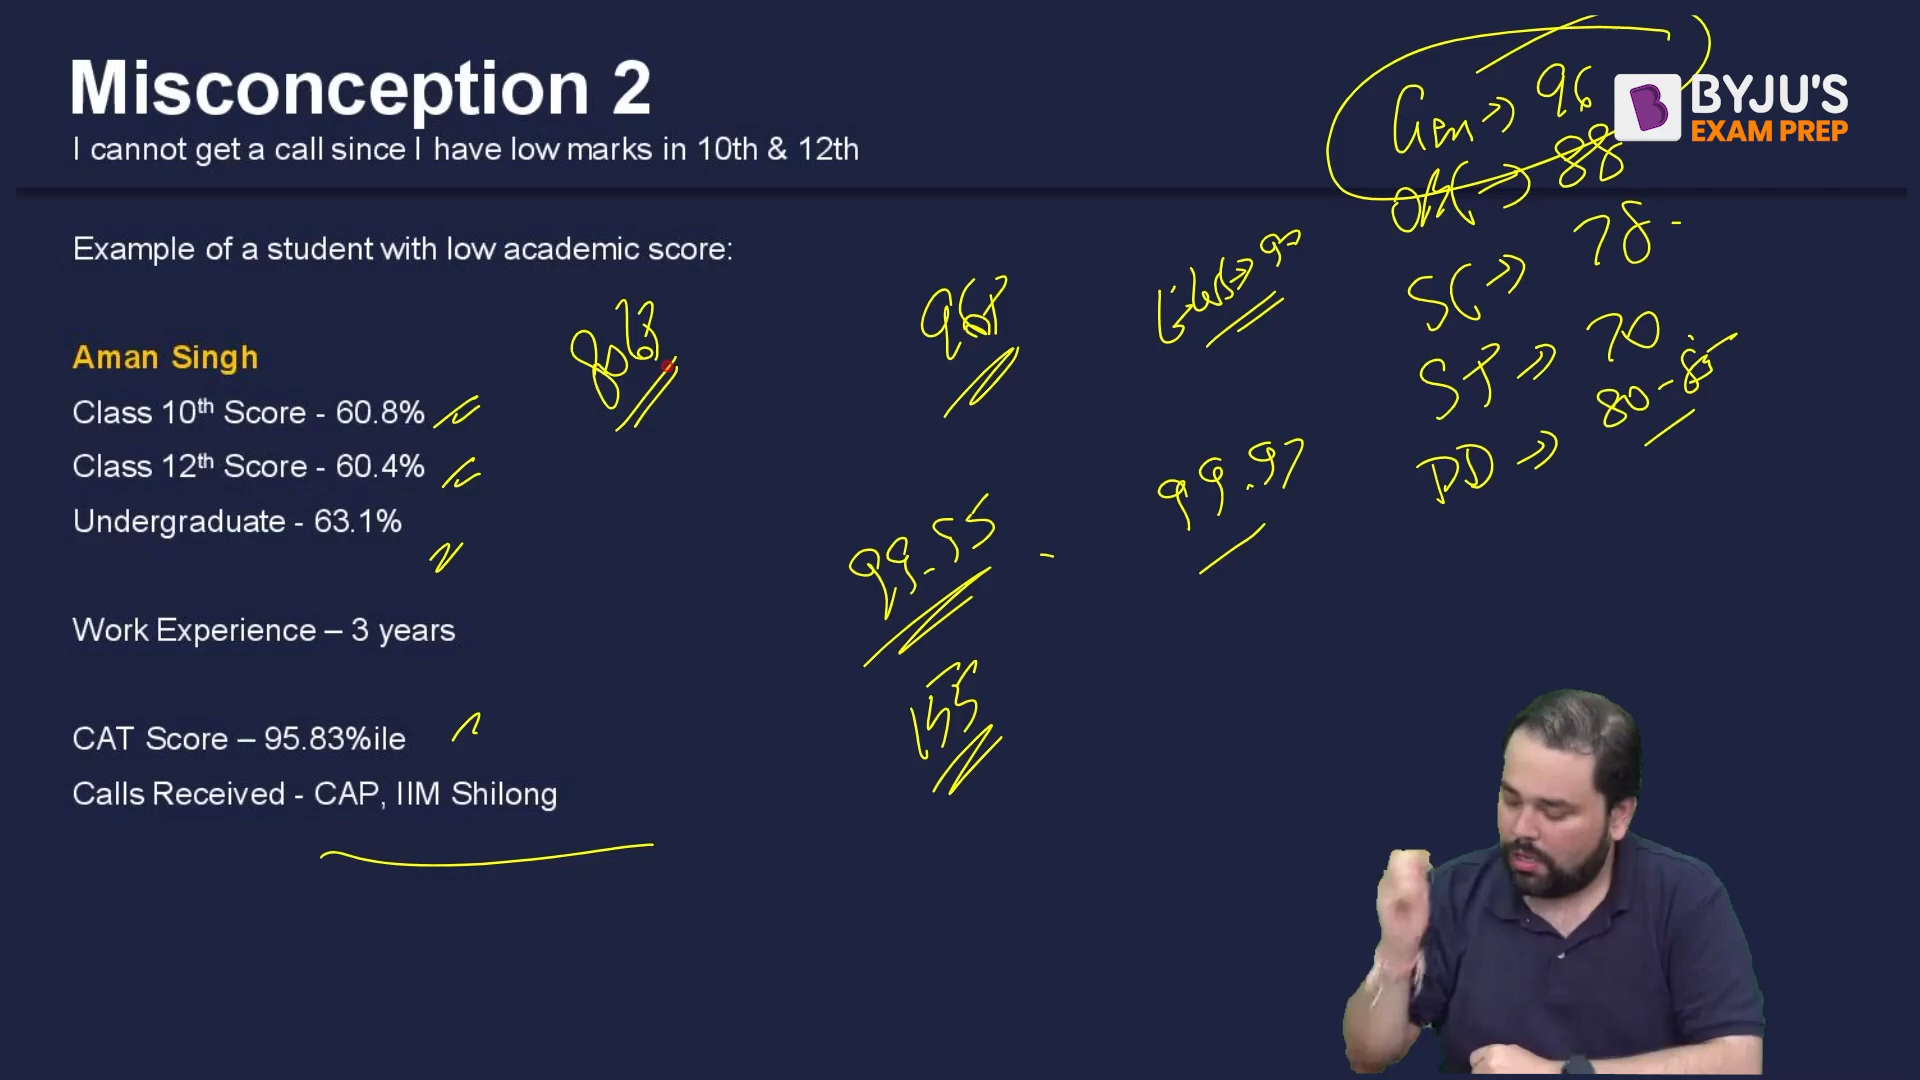 Misconception 2
I cannot get a call since I have low marks in 10th & 12th
BYJU'S
EXAM PREP
Gen → 96
OBC → 88
SC → 78
ST → 70
PD → 80-85
Example of a student with low academic score:
Aman Singh
Class 10th Score - 60.8%
Class 12th Score - 60.4%
Undergraduate - 63.1%
Work Experience – 3 years
CAT Score – 95.83%ile
Calls Received - CAP, IIM Shilong
99.55
99.97
155